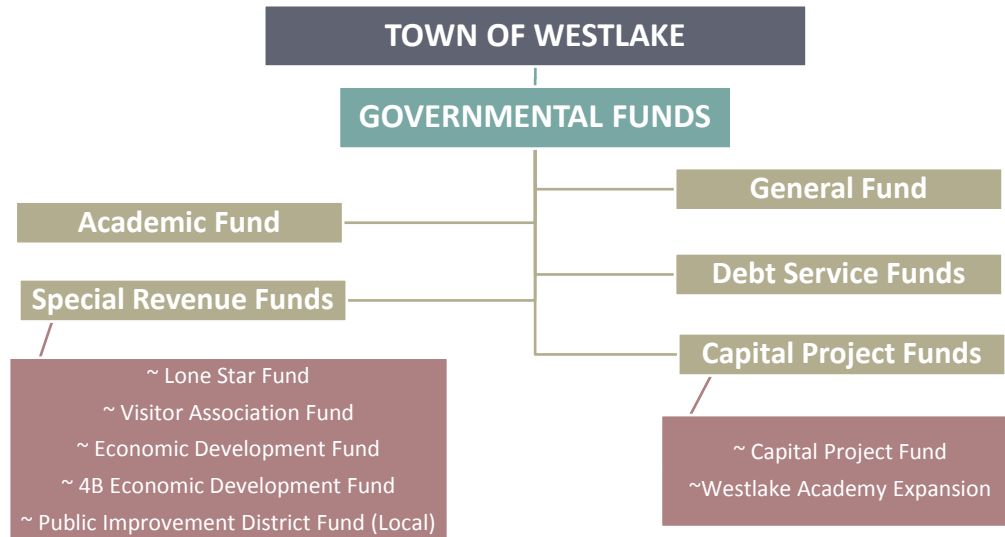 TOWN OF WESTLAKE
GOVERNMENTAL FUNDS
General Fund
Academic Fund
Debt Service Funds
Special Revenue Funds
Capital Project Funds
~ Lone Star Fund
~ Visitor Association Fund
~ Economic Development Fund
~ 4B Economic Development Fund
~ Public Improvement District Fund (Local)
~ Capital Project Fund
~Westlake Academy Expansion